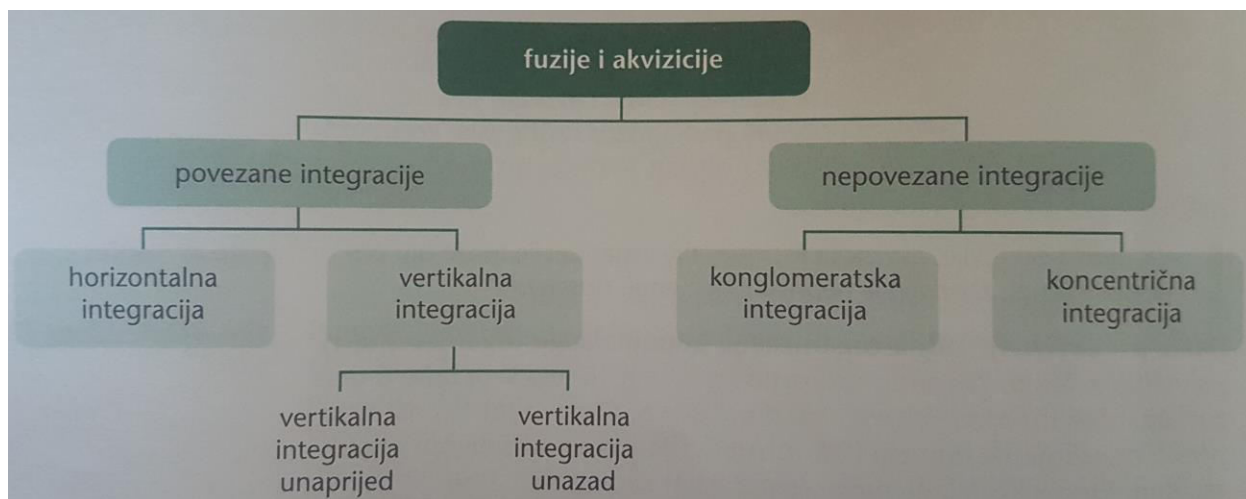 fuzije i akvizicije
povezane integracije
nepovezane integracije
horizontalna
integracija
vertikalna
integracija
konglomeratska
integracija
koncentrična
integracija
vertikalna
integracija
unaprijed
vertikalna
integracija
unazad